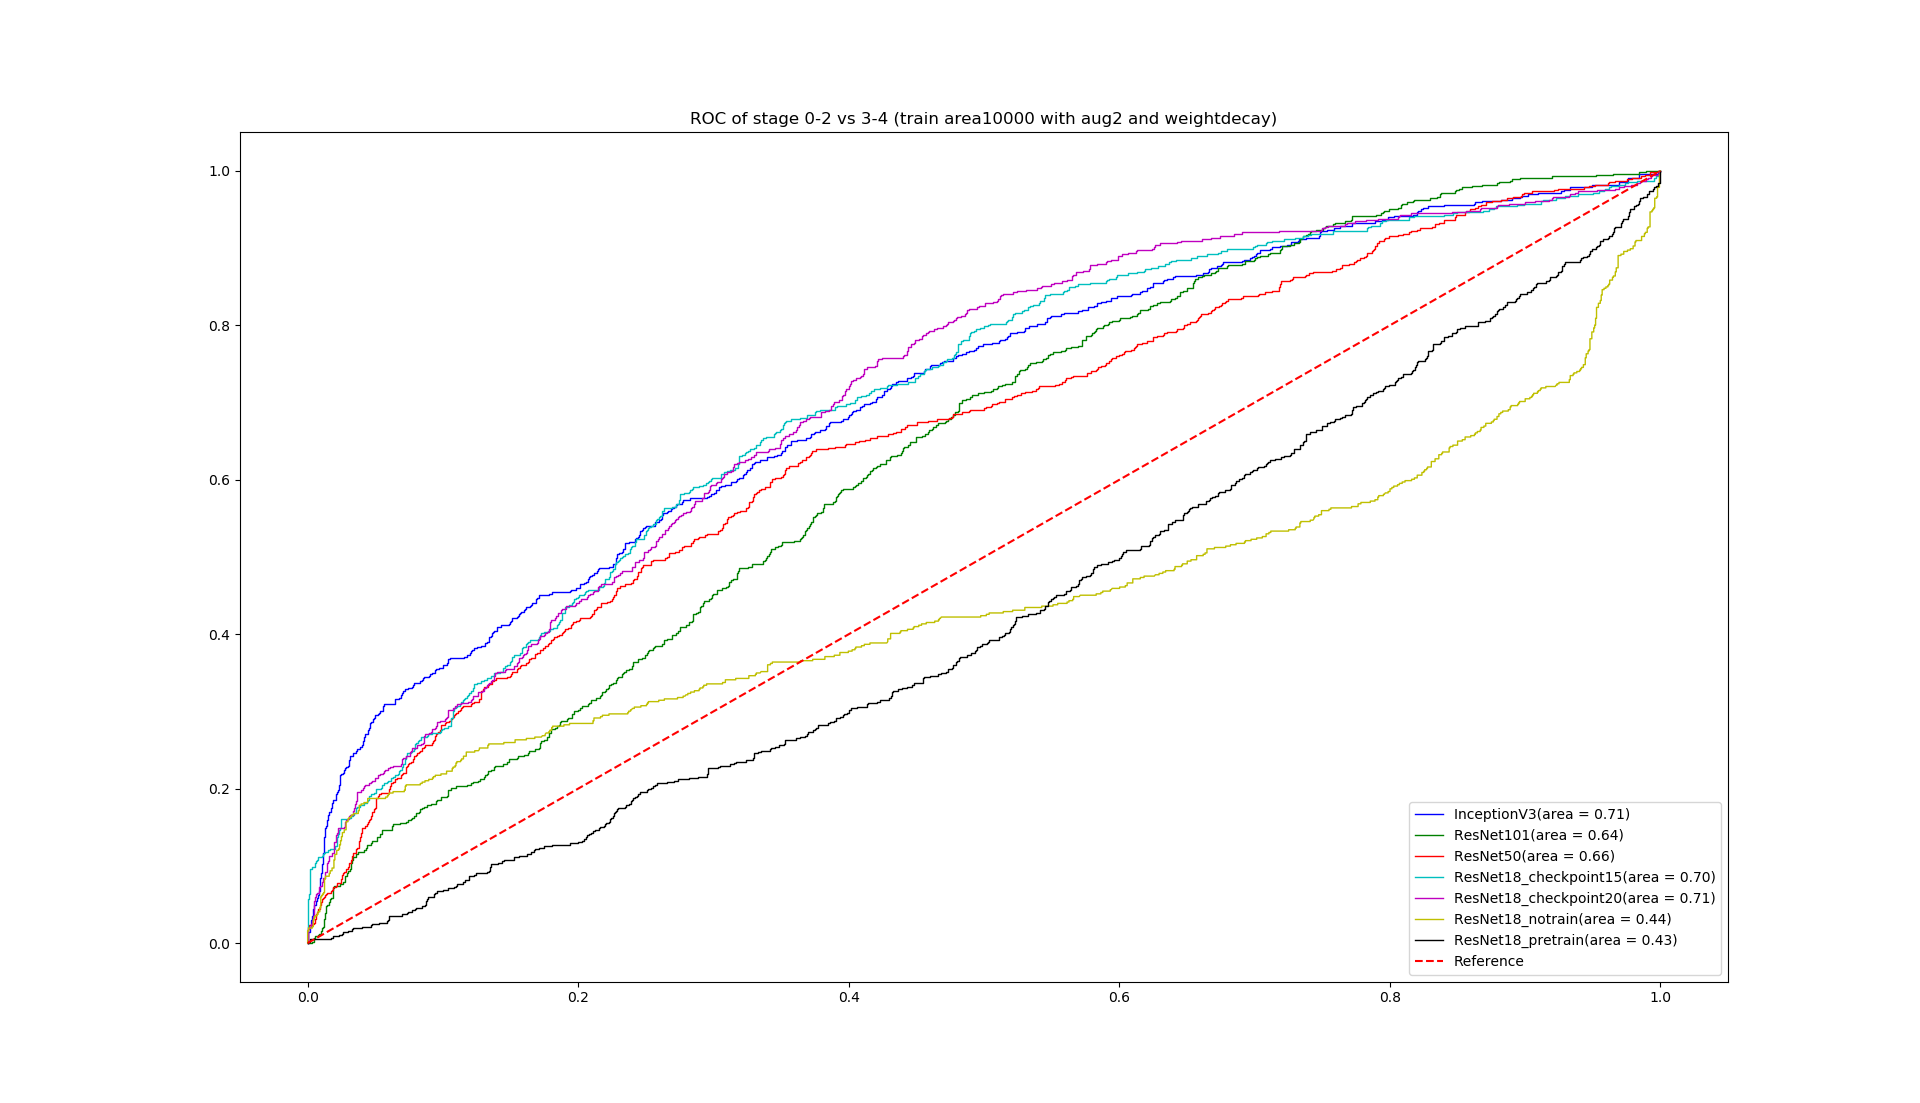 ROC of stage 0-2 vs 3-4 (train area10000 with aug2 and weightdecay)
1.0
0.8
0.6
0.4
0.2
0.0
0.0 0.2 0.4 0.6 0.8 1.0
InceptionV3(area = 0.71)
ResNet101(area = 0.64)
ResNet50(area = 0.66)
ResNet18_checkpoint15(area = 0.70)
ResNet18_checkpoint20(area = 0.71)
ResNet18_notrain(area = 0.44)
ResNet18_pretrain(area = 0.43)
Reference